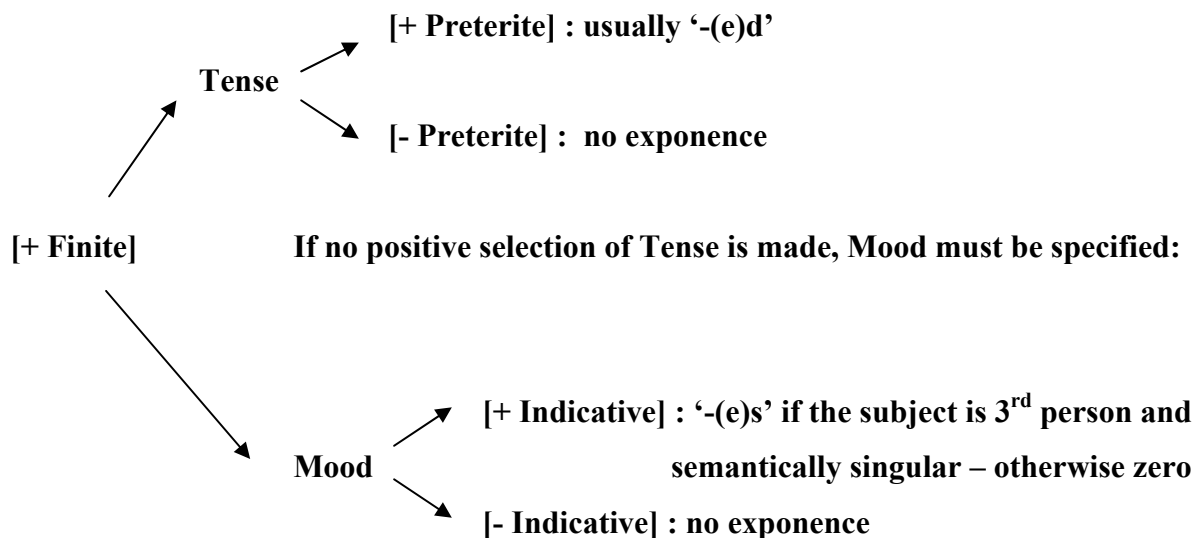 [+ Preterite] : usually ‘-(e)d’
Tense
[- Preterite] :  no exponence
[+ Finite]
If no positive selection of Tense is made, Mood must be specified:
[+ Indicative] : ‘-(e)s’ if the subject is 3rd person and
Mood
semantically singular – otherwise zero
[- Indicative] : no exponence